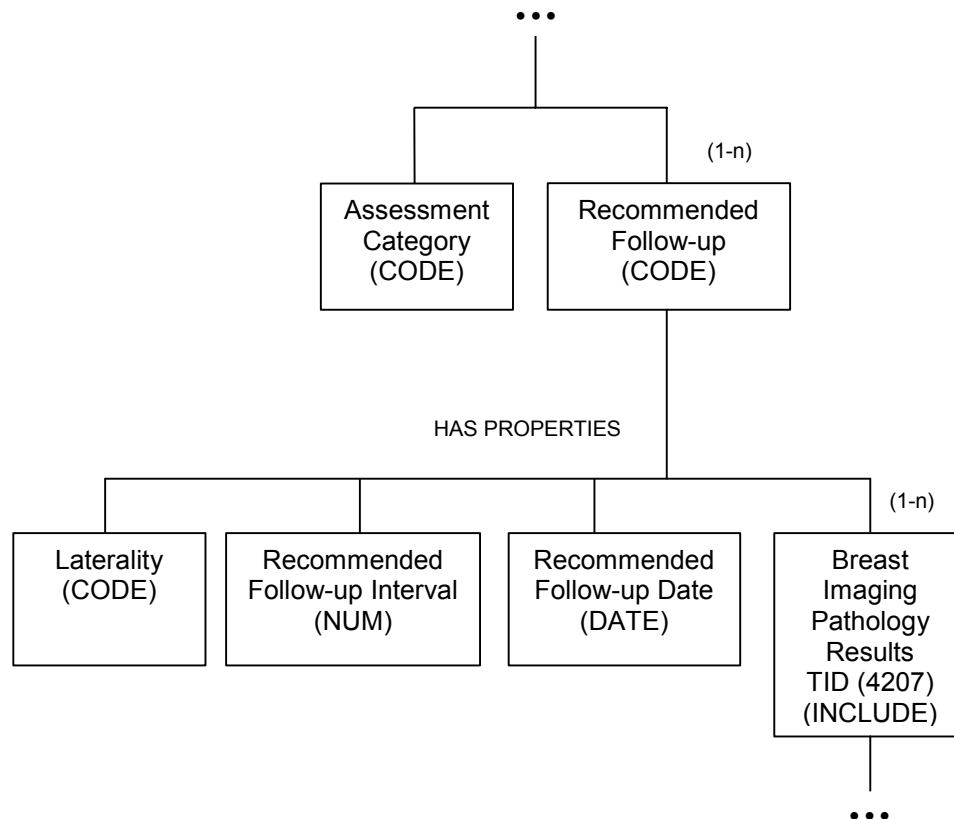 •••
(1-n)
Assessment
Category
(CODE)
Recommended
Follow-up
(CODE)
HAS PROPERTIES
(1-n)
Laterality
(CODE)
Recommended
Follow-up Interval
(NUM)
Recommended
Follow-up Date
(DATE)
Breast
Imaging
Pathology
Results
TID (4207)
(INCLUDE)
•••